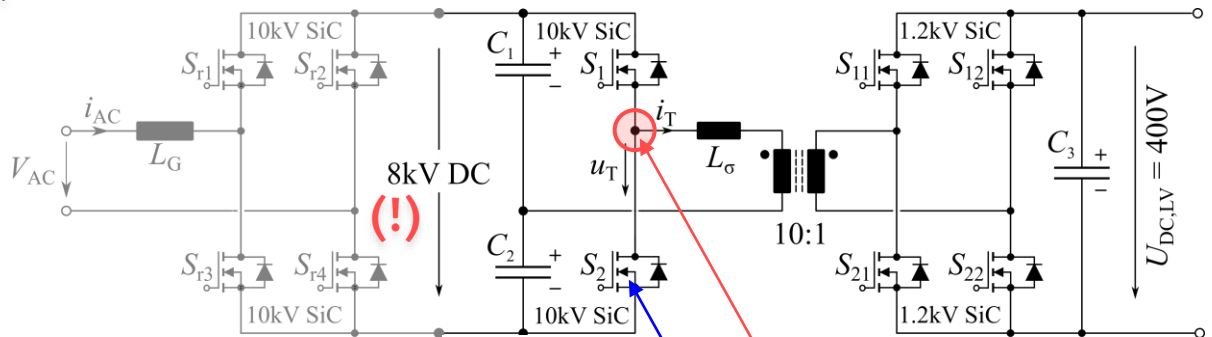 10kV SiC
10kV SiC
1.2kV SiC
S_r1
S_r2
C_1
+
−
S_1
S_11
S_12
i_AC
i_T
L_G
L_σ
C_3
+
−
V_AC
8kV DC
u_T
U_DC,LV = 400V
(!)
10:1
S_r3
S_r4
C_2
+
−
S_2
S_21
S_22
10kV SiC
10kV SiC
1.2kV SiC